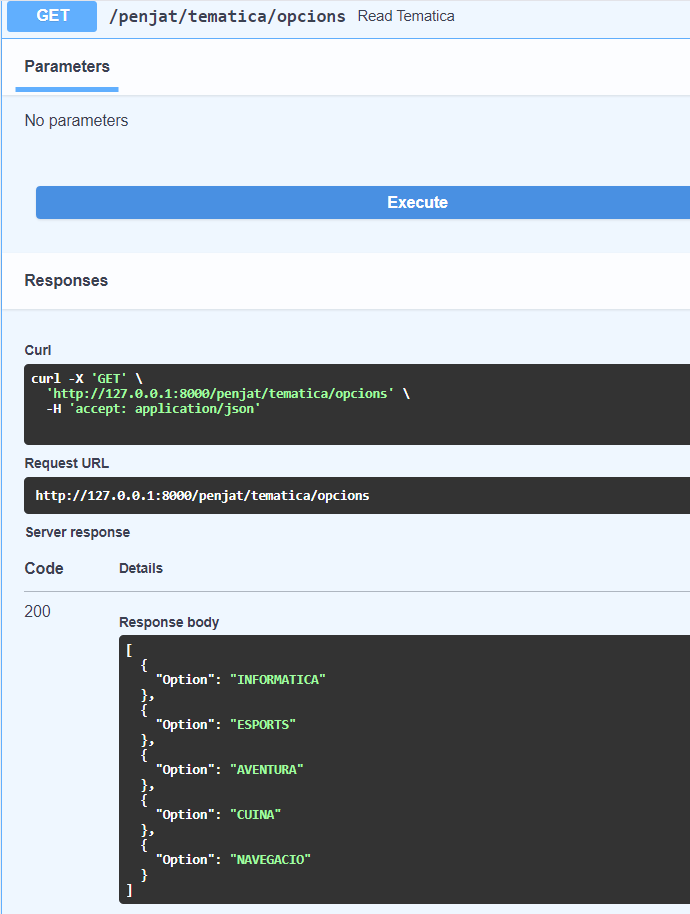 GET /penjat/tematica/opcions Read Tematica
Parameters
No parameters
Execute
Responses
Curl
curl -X 'GET' \
  'http://127.0.0.1:8000/penjat/tematica/opcions' \
  -H 'accept: application/json'
Request URL
http://127.0.0.1:8000/penjat/tematica/opcions
Server response
Code Details
200
Response body
[
  {
    "Option": "INFORMATICA"
  },
  {
    "Option": "ESPORTS"
  },
  {
    "Option": "AVENTURA"
  },
  {
    "Option": "CUINA"
  },
  {
    "Option": "NAVEGACIO"
  }
]